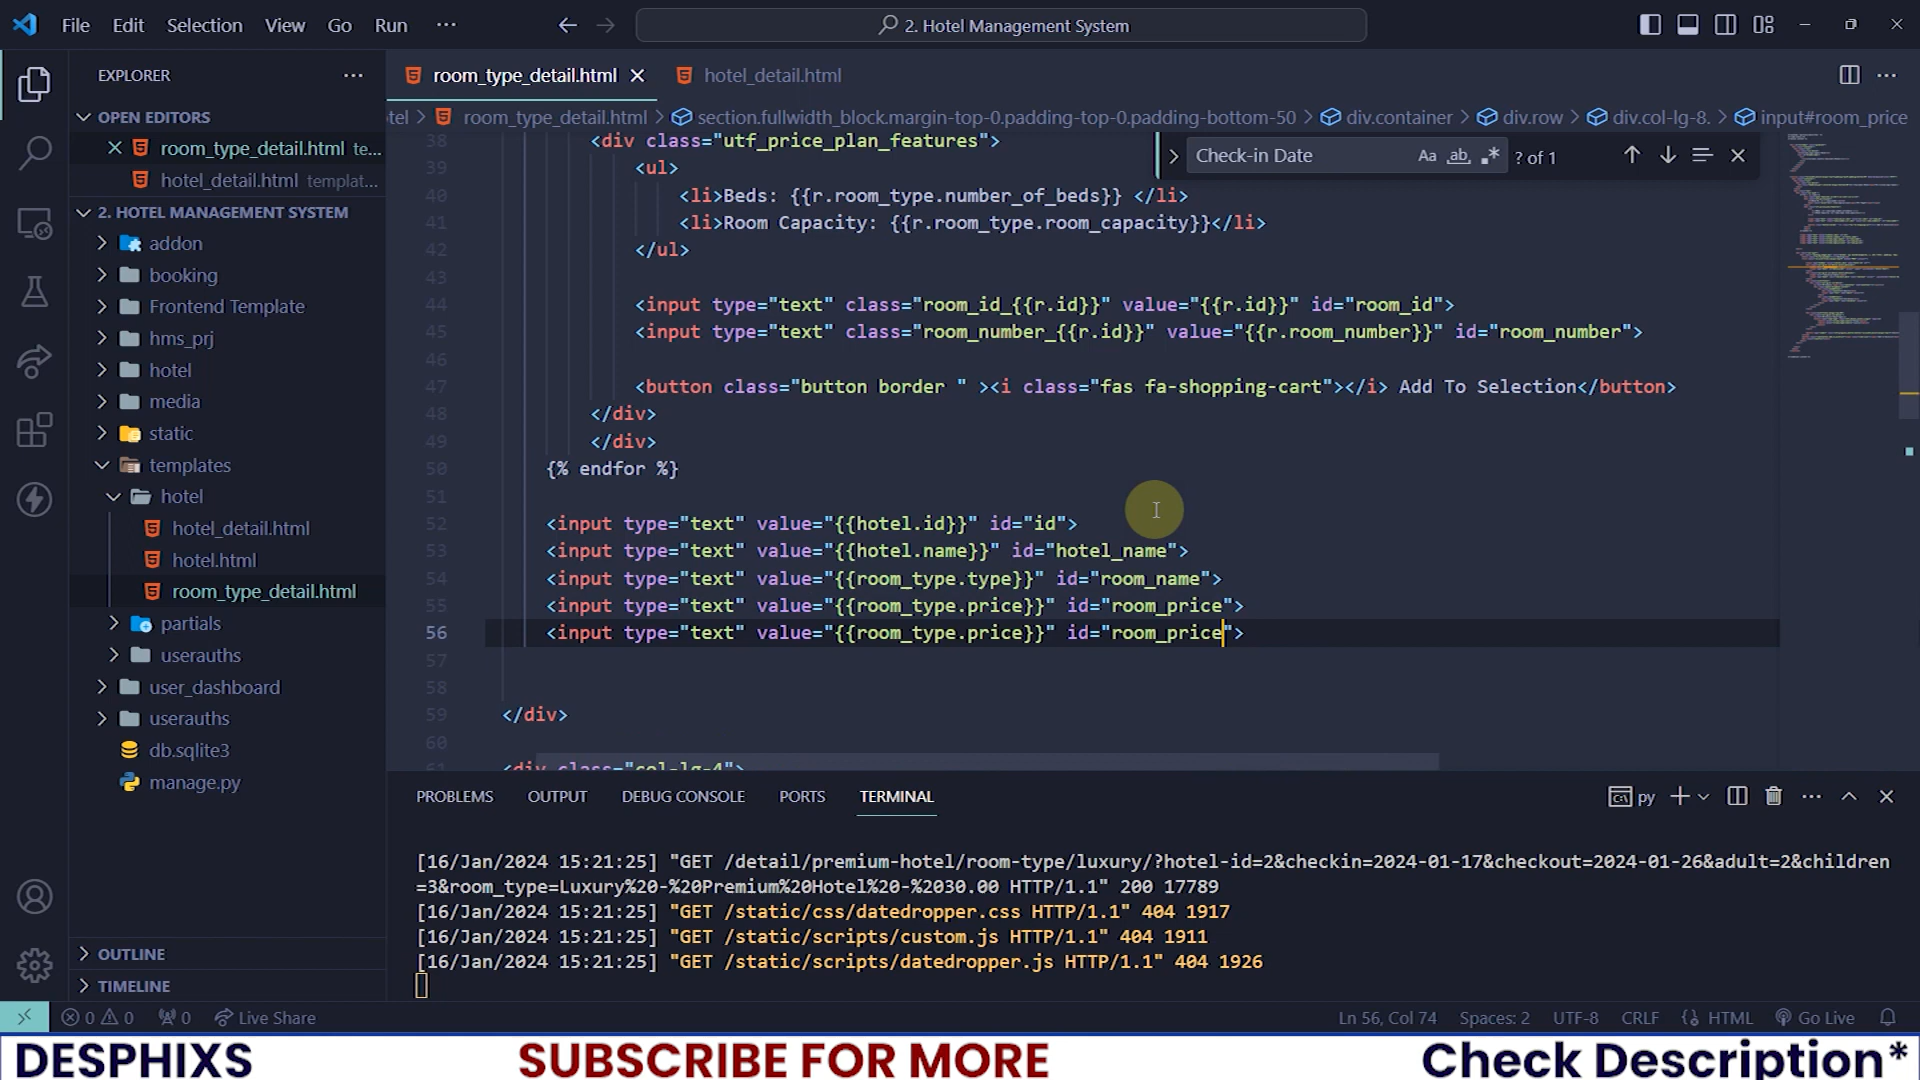 File Edit Selection View Go Run ···
2. Hotel Management System
EXPLORER
OPEN EDITORS
room_type_detail.html te...
hotel_detail.html templat...
2. HOTEL MANAGEMENT SYSTEM
addon
booking
Frontend Template
hms_prj
hotel
media
static
templates
hotel
hotel_detail.html
hotel.html
room_type_detail.html
partials
userauths
user_dashboard
userauths
db.sqlite3
manage.py
OUTLINE
TIMELINE
room_type_detail.html hotel_detail.html
tel > room_type_detail.html > section.fullwidth_block.margin-top-0.padding-top-0.padding-bottom-50 > div.container > div.row > div.col-lg-8. > input#room_price
Check-in Date Aa ab ? of 1
38 <div class="utf_price_plan_features">
39 <ul>
40 <li>Beds: {{r.room_type.number_of_beds}} </li>
41 <li>Room Capacity: {{r.room_type.room_capacity}}</li>
42 </ul>
43
44 <input type="text" class="room_id_{{r.id}}" value="{{r.id}}" id="room_id">
45 <input type="text" class="room_number_{{r.id}}" value="{{r.room_number}}" id="room_number">
46
47 <button class="button border " ><i class="fas fa-shopping-cart"></i> Add To Selection</button>
48 </div>
49 </div>
50 {% endfor %}
51
52 <input type="text" value="{{hotel.id}}" id="id">
53 <input type="text" value="{{hotel.name}}" id="hotel_name">
54 <input type="text" value="{{room_type.type}}" id="room_name">
55 <input type="text" value="{{room_type.price}}" id="room_price">
56 <input type="text" value="{{room_type.price}}" id="room_price">
57
58
59 </div>
60
61 <div class="col-lg-4">
PROBLEMS OUTPUT DEBUG CONSOLE PORTS TERMINAL
py
[16/Jan/2024 15:21:25] "GET /detail/premium-hotel/room-type/luxury/?hotel-id=2&checkin=2024-01-17&checkout=2024-01-26&adult=2&children
=3&room_type=Luxury%20-%20Premium%20Hotel%20-%2030.00 HTTP/1.1" 200 17789
[16/Jan/2024 15:21:25] "GET /static/css/datedropper.css HTTP/1.1" 404 1917
[16/Jan/2024 15:21:25] "GET /static/scripts/custom.js HTTP/1.1" 404 1911
[16/Jan/2024 15:21:25] "GET /static/scripts/datedropper.js HTTP/1.1" 404 1926
0 0 0 Live Share Ln 56, Col 74 Spaces: 2 UTF-8 CRLF HTML Go Live
DESPHIXS SUBSCRIBE FOR MORE Check Description*